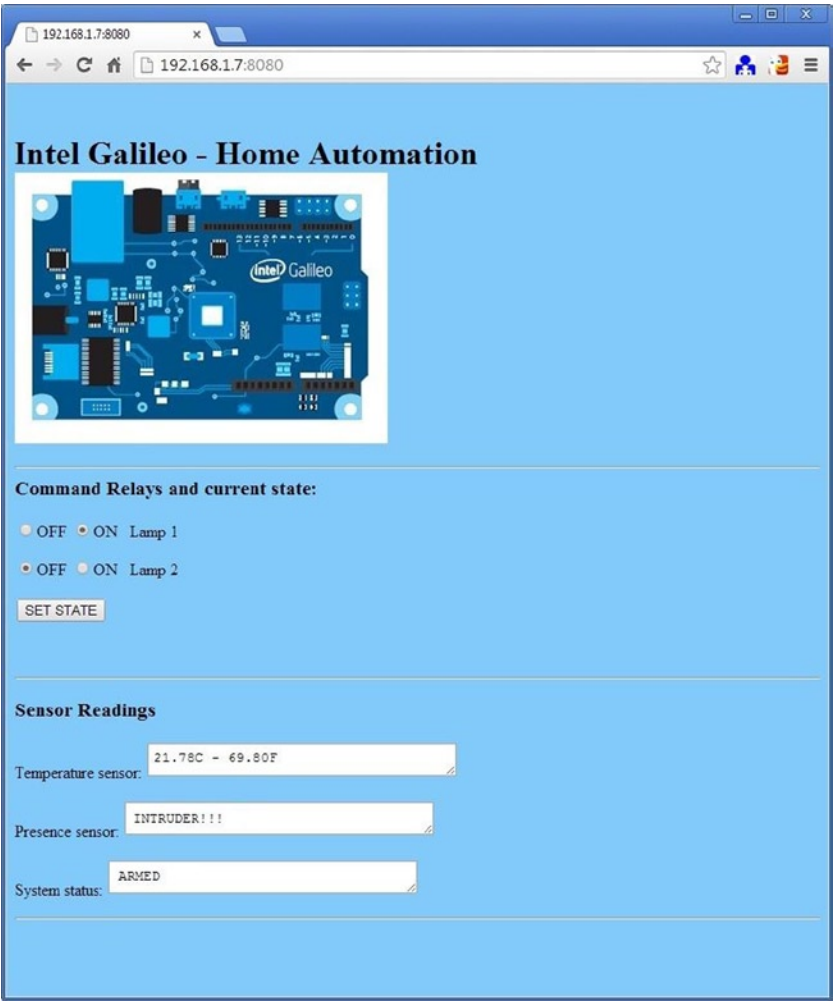 192.168.1.7:8080
192.168.1.7:8080
Intel Galileo - Home Automation
intel Galileo
Command Relays and current state:
OFF ON Lamp 1
OFF ON Lamp 2
SET STATE
Sensor Readings
Temperature sensor: 21.78C - 69.80F
Presence sensor: INTRUDER!!!
System status: ARMED